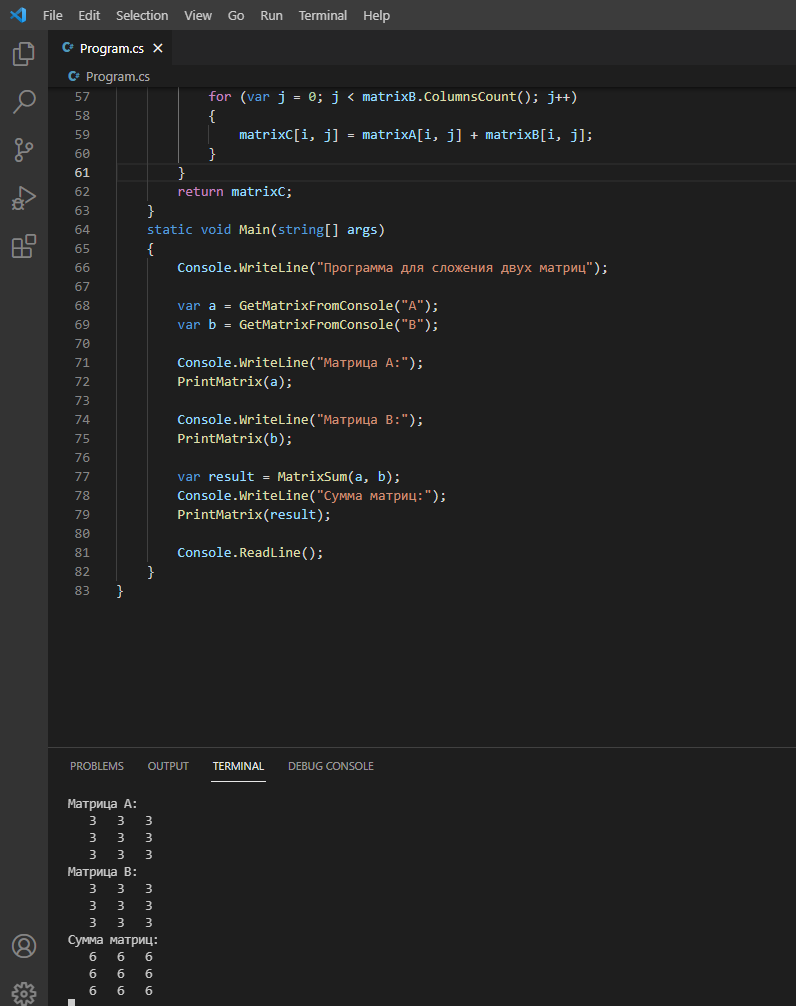 File Edit Selection View Go Run Terminal Help
C# Program.cs ×
C# Program.cs
57 for (var j = 0; j < matrixB.ColumnsCount(); j++)
58 {
59 matrixC[i, j] = matrixA[i, j] + matrixB[i, j];
60 }
61 }
62 return matrixC;
63 }
64 static void Main(string[] args)
65 {
66 Console.WriteLine("Программа для сложения двух матриц");
67
68 var a = GetMatrixFromConsole("A");
69 var b = GetMatrixFromConsole("B");
70
71 Console.WriteLine("Матрица A:");
72 PrintMatrix(a);
73
74 Console.WriteLine("Матрица B:");
75 PrintMatrix(b);
76
77 var result = MatrixSum(a, b);
78 Console.WriteLine("Сумма матриц:");
79 PrintMatrix(result);
80
81 Console.ReadLine();
82 }
83 }
PROBLEMS OUTPUT TERMINAL DEBUG CONSOLE
Матрица A:
3 3 3
3 3 3
3 3 3
Матрица B:
3 3 3
3 3 3
3 3 3
Сумма матриц:
6 6 6
6 6 6
6 6 6